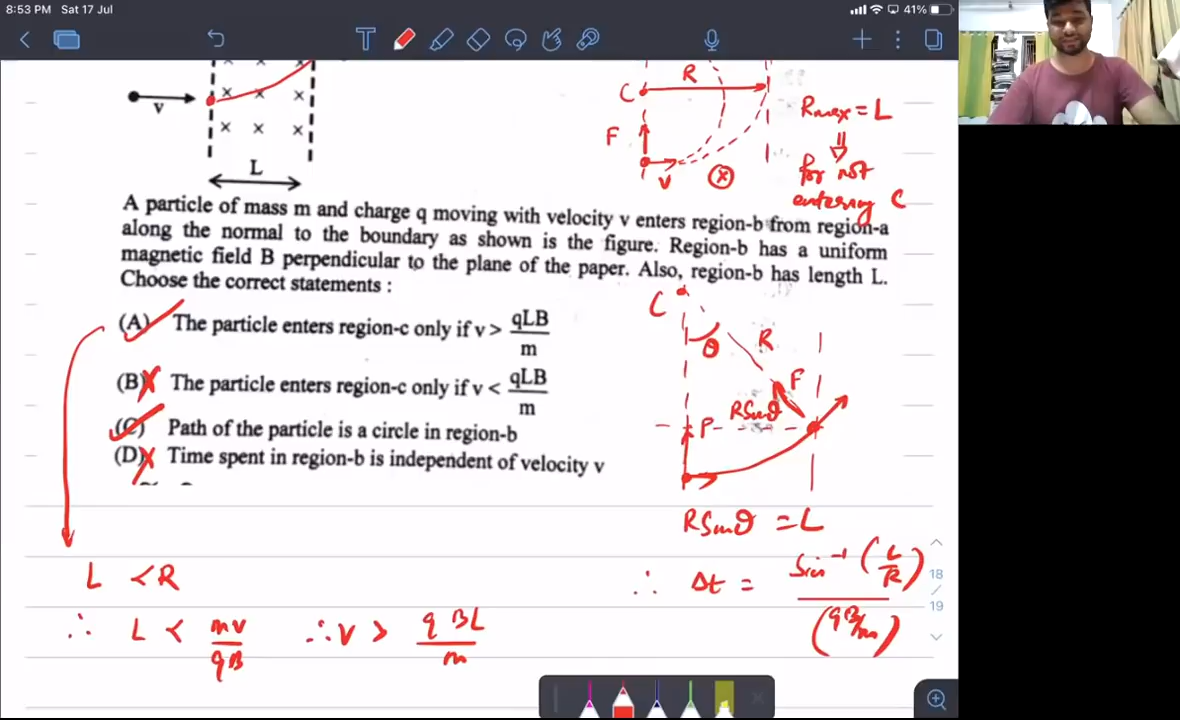 8:53 PM Sat 17 Jul
41%
T
v
L
C
R
F
v
Rmax = L
for not
entering C
A particle of mass m and charge q moving with velocity v enters region-b from region-a
along the normal to the boundary as shown is the figure. Region-b has a uniform
magnetic field B perpendicular to the plane of the paper. Also, region-b has length L.
Choose the correct statements :
(A) The particle enters region-c only if v > qLB/m
(B) The particle enters region-c only if v < qLB/m
(C) Path of the particle is a circle in region-b
(D) Time spent in region-b is independent of velocity v
C
θ
R
F
P
RSinθ
RSinθ = L
∴ Δt = Sin⁻¹(L/R)/(qB/m)
18
/
19
L < R
∴ L < mv/qB ∴ v > qBL/m